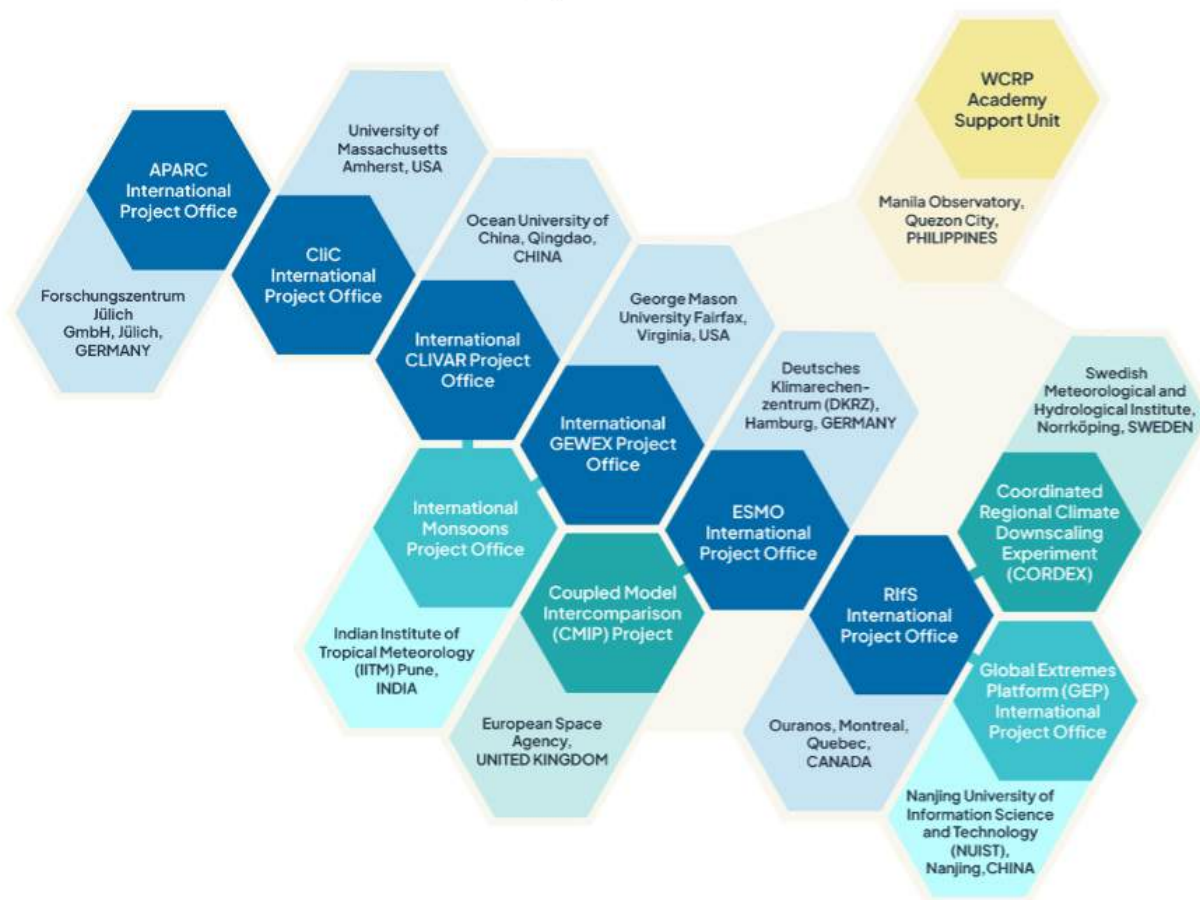 WCRP
Academy
Support Unit
Manila Observatory,
Quezon City,
PHILIPPINES
APARC
International
Project Office
Forschungszentrum
Jülich
GmbH, Jülich,
GERMANY
University of
Massachusetts
Amherst, USA
CliC
International
Project Office
Ocean University of
China, Qingdao,
CHINA
International
CLIVAR Project
Office
George Mason
University Fairfax,
Virginia, USA
International
GEWEX Project
Office
Deutsches
Klimarechen-
zentrum (DKRZ),
Hamburg, GERMANY
ESMO
International
Project Office
Swedish
Meteorological and
Hydrological Institute,
Norrköping, SWEDEN
Coordinated
Regional Climate
Downscaling
Experiment
(CORDEX)
International
Monsoons
Project Office
Indian Institute of
Tropical Meteorology
(IITM) Pune,
INDIA
Coupled Model
Intercomparison
(CMIP) Project
European Space
Agency,
UNITED KINGDOM
RIfS
International
Project Office
Ouranos, Montreal,
Quebec,
CANADA
Global Extremes
Platform (GEP)
International
Project Office
Nanjing University of
Information Science
and Technology
(NUIST),
Nanjing,CHINA